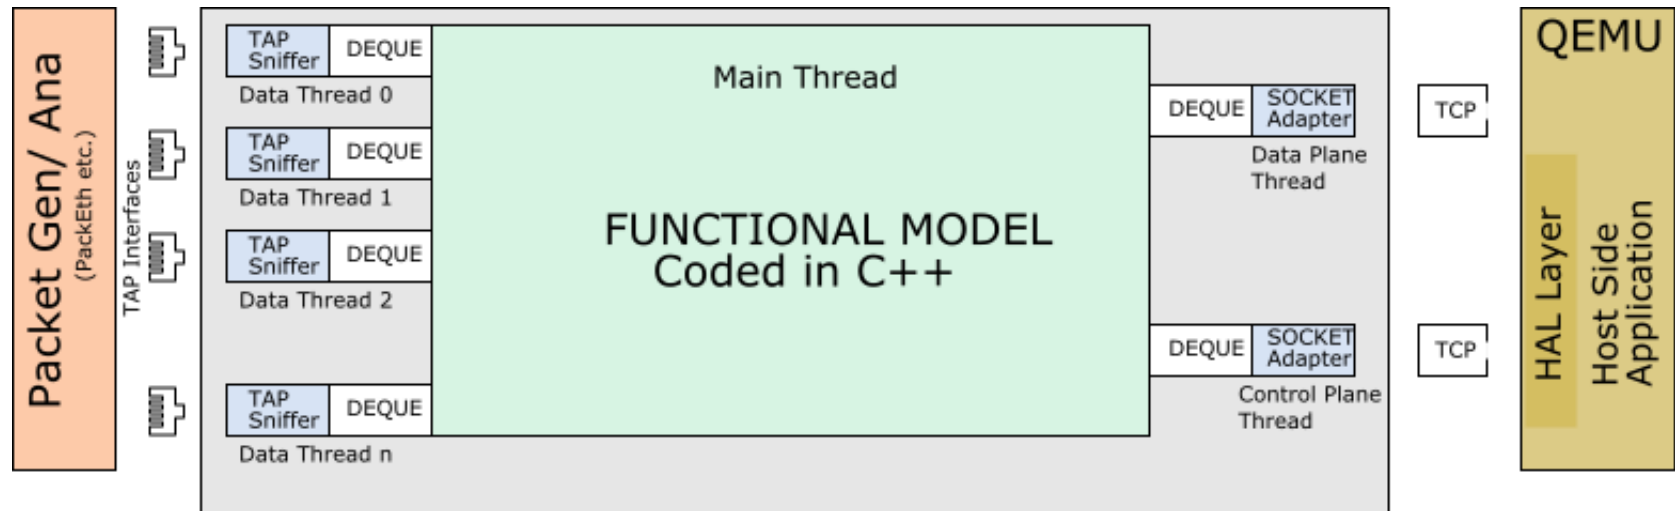 Packet Gen/ Ana
(PackEth etc.)
TAP Interfaces
TAP
Sniffer
DEQUE
Data Thread 0
TAP
Sniffer
DEQUE
Data Thread 1
TAP
Sniffer
DEQUE
Data Thread 2
TAP
Sniffer
DEQUE
Data Thread n
Main Thread
FUNCTIONAL MODEL
Coded in C++
DEQUE
SOCKET
Adapter
Data Plane
Thread
DEQUE
SOCKET
Adapter
Control Plane
Thread
TCP
TCP
QEMU
HAL Layer
Host Side
Application